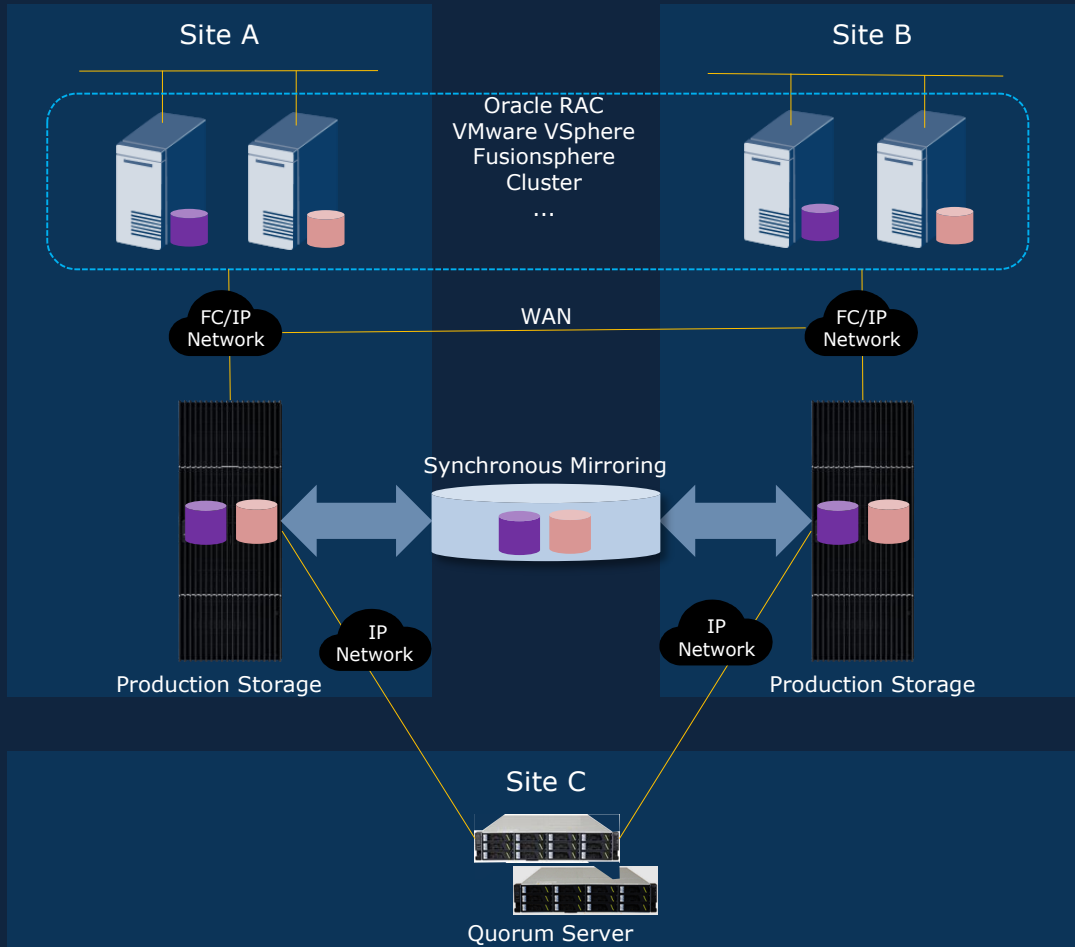 Site A
Site B
Oracle RAC
VMware VSphere
Fusionsphere
Cluster
...
FC/IP
Network
WAN
FC/IP
Network
Synchronous Mirroring
IP
Network
IP
Network
Production Storage
Production Storage
Site C
Quorum Server